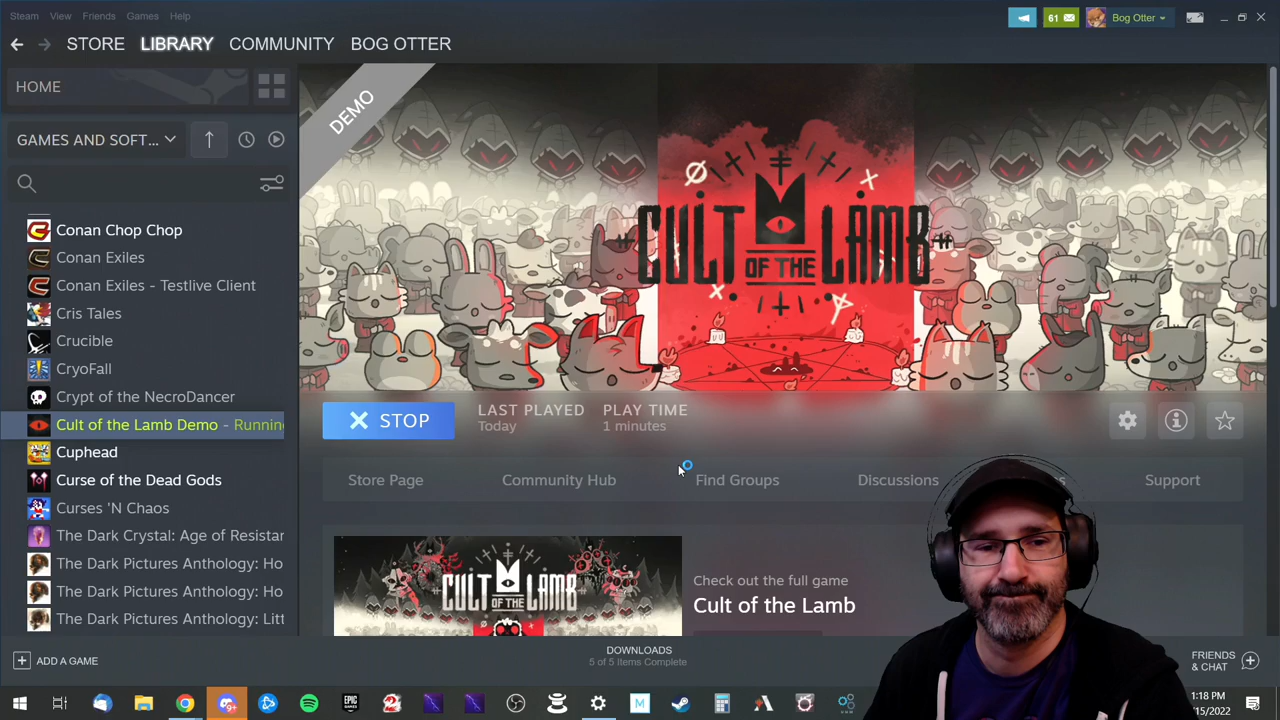 Steam View Friends Games Help
61 Bog Otter
STORE LIBRARY COMMUNITY BOG OTTER
HOME
GAMES AND SOFT...
Conan Chop Chop
Conan Exiles
Conan Exiles - Testlive Client
Cris Tales
Crucible
CryoFall
Crypt of the NecroDancer
Cult of the Lamb Demo - Running
Cuphead
Curse of the Dead Gods
Curses 'N Chaos
The Dark Crystal: Age of Resistar
The Dark Pictures Anthology: Ho
The Dark Pictures Anthology: Ho
The Dark Pictures Anthology: Litt
ADD A GAME
DEMO
CULT
OF THE
LAMB
STOP
LAST PLAYED
Today
PLAY TIME
1 minutes
Store Page Community Hub Find Groups Discussions Support
CULT
OF THE
LAMB
Check out the full game
Cult of the Lamb
DOWNLOADS
5 of 5 Items Complete
FRIENDS
& CHAT
EPIC
GAMES
2
M
1:18 PM
15/2022